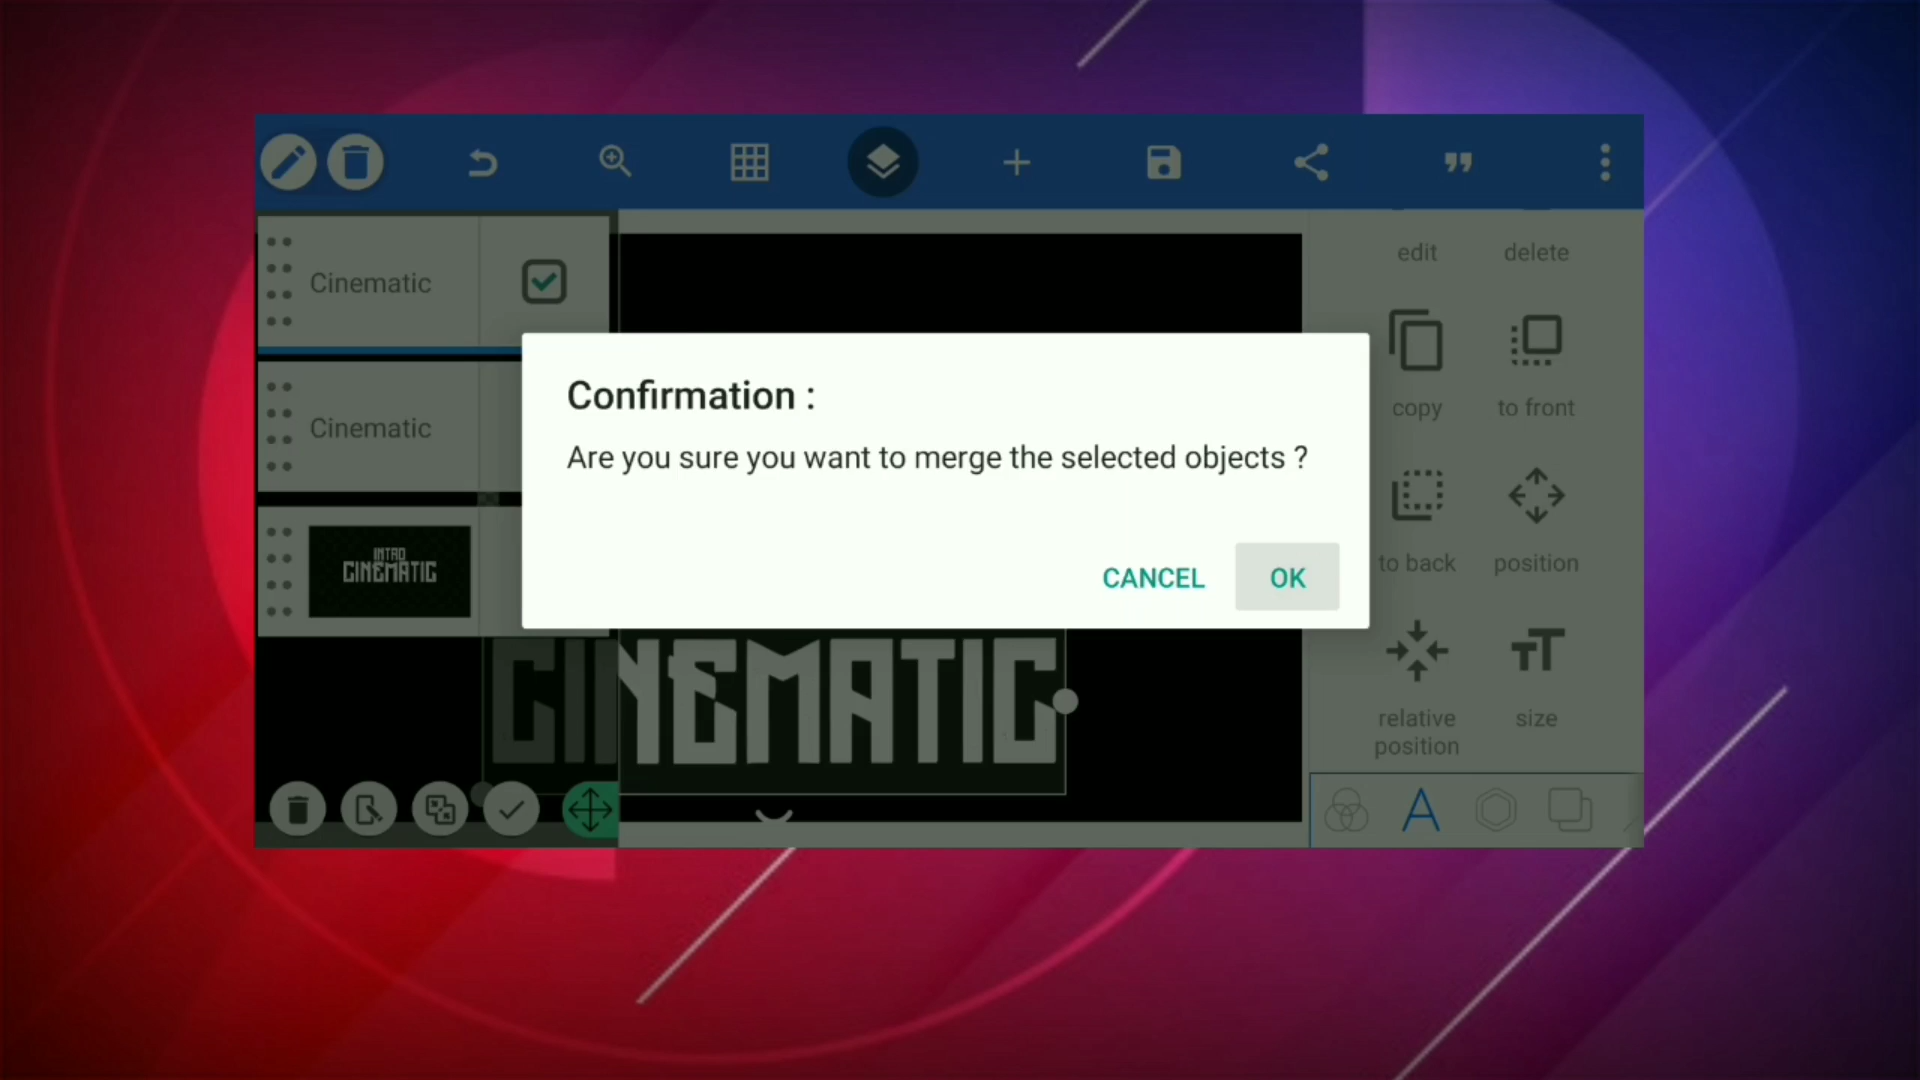 Cinematic
Cinematic
INTRO
CINEMATIC
Confirmation :
Are you sure you want to merge the selected objects ?
CANCEL
OK
CINEMATIC
edit
delete
copy
to front
to back
position
relative
position
size